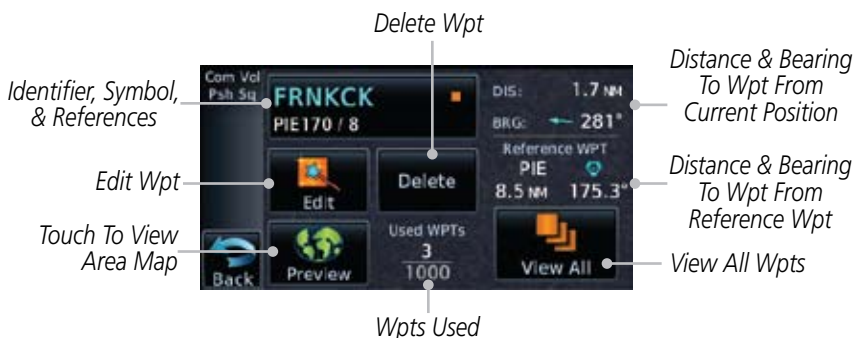 Delete Wpt
Identifier, Symbol,
& References
Distance & Bearing
To Wpt From
Current Position
Com Vol
Psh Sq
FRNKCK
PIE170 / 8
DIS: 1.7 NM
BRG: 281°
Reference WPT
PIE
8.5 NM 175.3°
Distance & Bearing
To Wpt From
Reference Wpt
Edit Wpt
Edit
Delete
Touch To View
Area Map
Back
Preview
Used WPTs
3
1000
View All
View All Wpts
Wpts Used